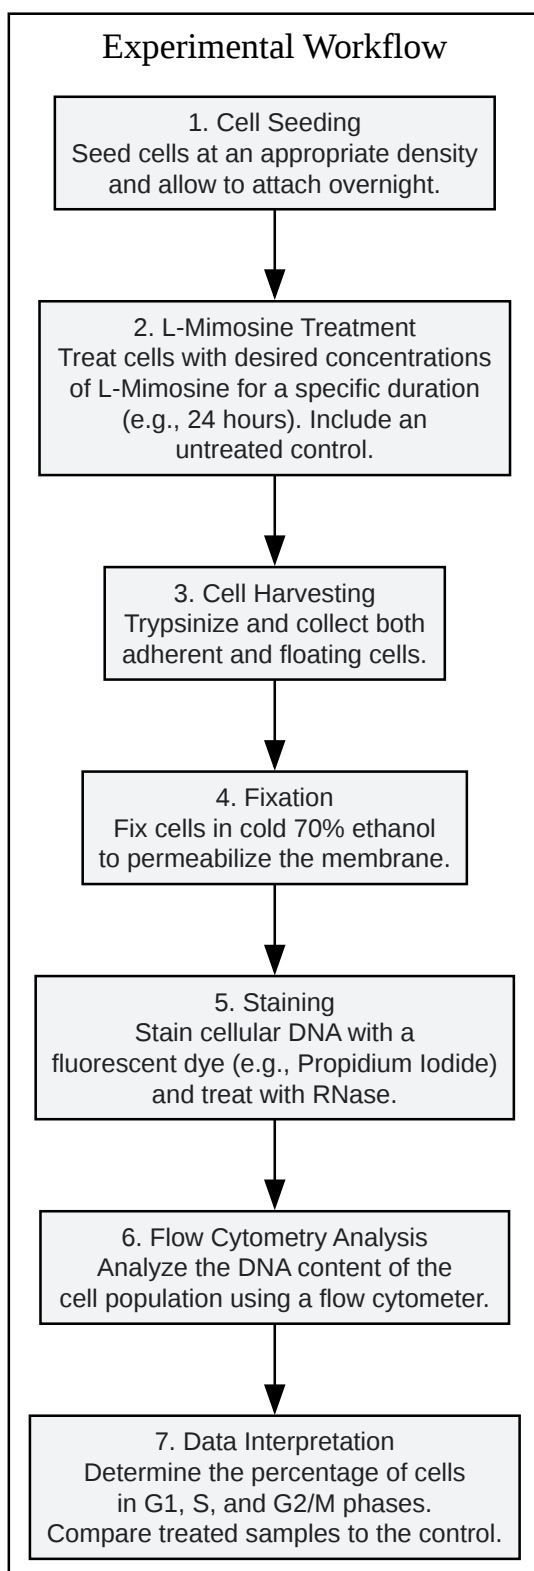 Experimental Workflow
1. Cell Seeding
Seed cells at an appropriate density
and allow to attach overnight.
2. L-Mimosine Treatment
Treat cells with desired concentrations
of L-Mimosine for a specific duration
(e.g., 24 hours). Include an
untreated control.
3. Cell Harvesting
Trypsinize and collect both
adherent and floating cells.
4. Fixation
Fix cells in cold 70% ethanol
to permeabilize the membrane.
5. Staining
Stain cellular DNA with a
fluorescent dye (e.g., Propidium Iodide)
and treat with RNase.
6. Flow Cytometry Analysis
Analyze the DNA content of the
cell population using a flow cytometer.
7. Data Interpretation
Determine the percentage of cells
in G1, S, and G2/M phases.
Compare treated samples to the control.